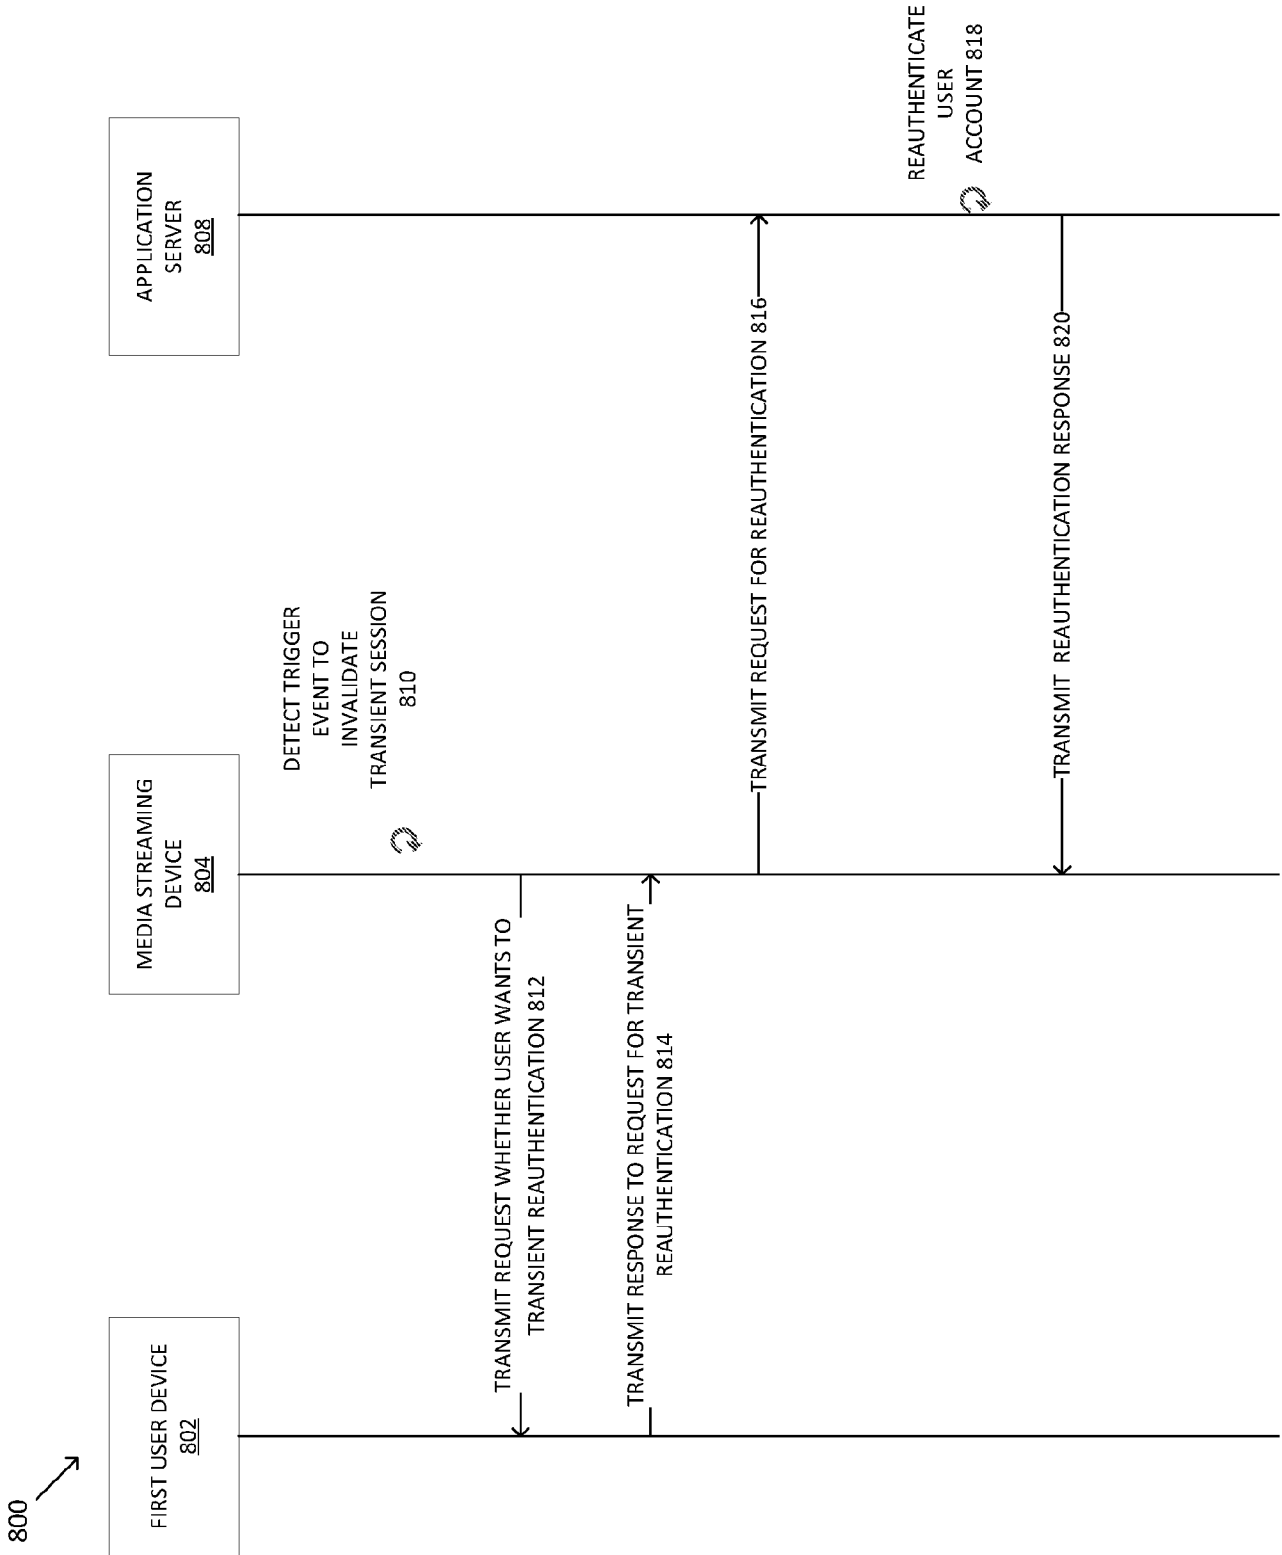 800
FIRST USER DEVICE
802
MEDIA STREAMING
DEVICE
804
APPLICATION
SERVER
808
DETECT TRIGGER
EVENT TO
INVALIDATE
TRANSIENT SESSION
810
TRANSMIT REQUEST WHETHER USER WANTS TO
TRANSIENT REAUTHENTICATION 812
TRANSMIT RESPONSE TO REQUEST FOR TRANSIENT
REAUTHENTICATION 814
TRANSMIT REQUEST FOR REAUTHENTICATION 816
REAUTHENTICATE
USER
ACCOUNT 818
TRANSMIT REAUTHENTICATION RESPONSE 820